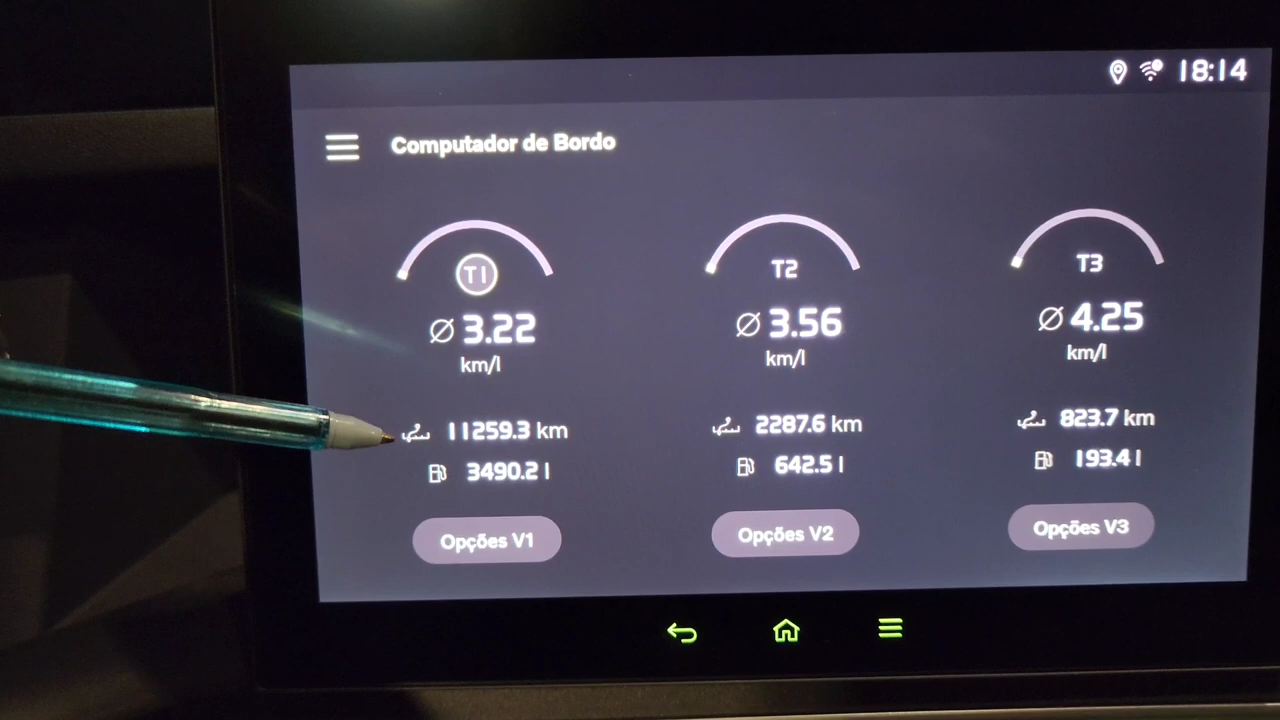 18:14
Computador de Bordo
T1
T2
T3
Ø 3.22
Ø 3.56
Ø 4.25
km/l
km/l
km/l
11259.3 km
2287.6 km
823.7 km
3490.2 l
642.5 l
193.4 l
Opções V1
Opções V2
Opções V3